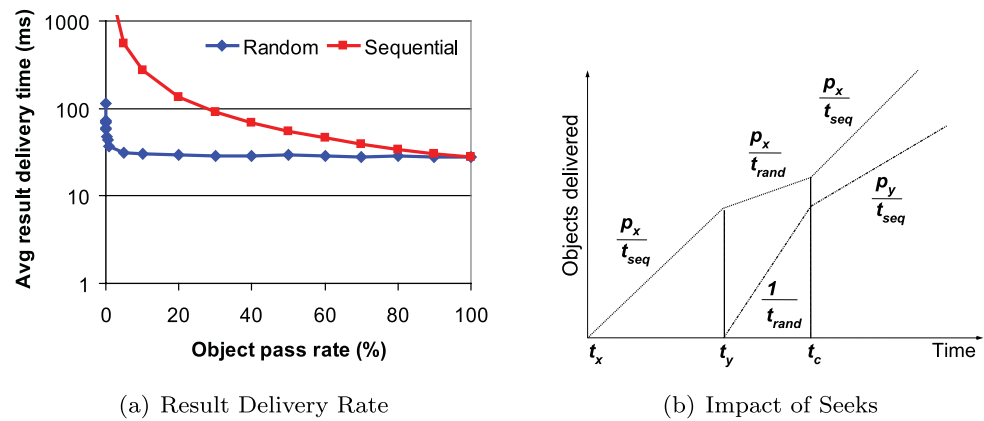 Avg result delivery time (ms)
1000
100
10
1
Random
Sequential
0
20
40
60
80
100
Object pass rate (%)
(a) Result Delivery Rate
Objects delivered
p_x
t_seq
p_x
t_rand
p_x
t_seq
1
t_rand
p_y
t_seq
t_x
t_y
t_c
Time
(b) Impact of Seeks